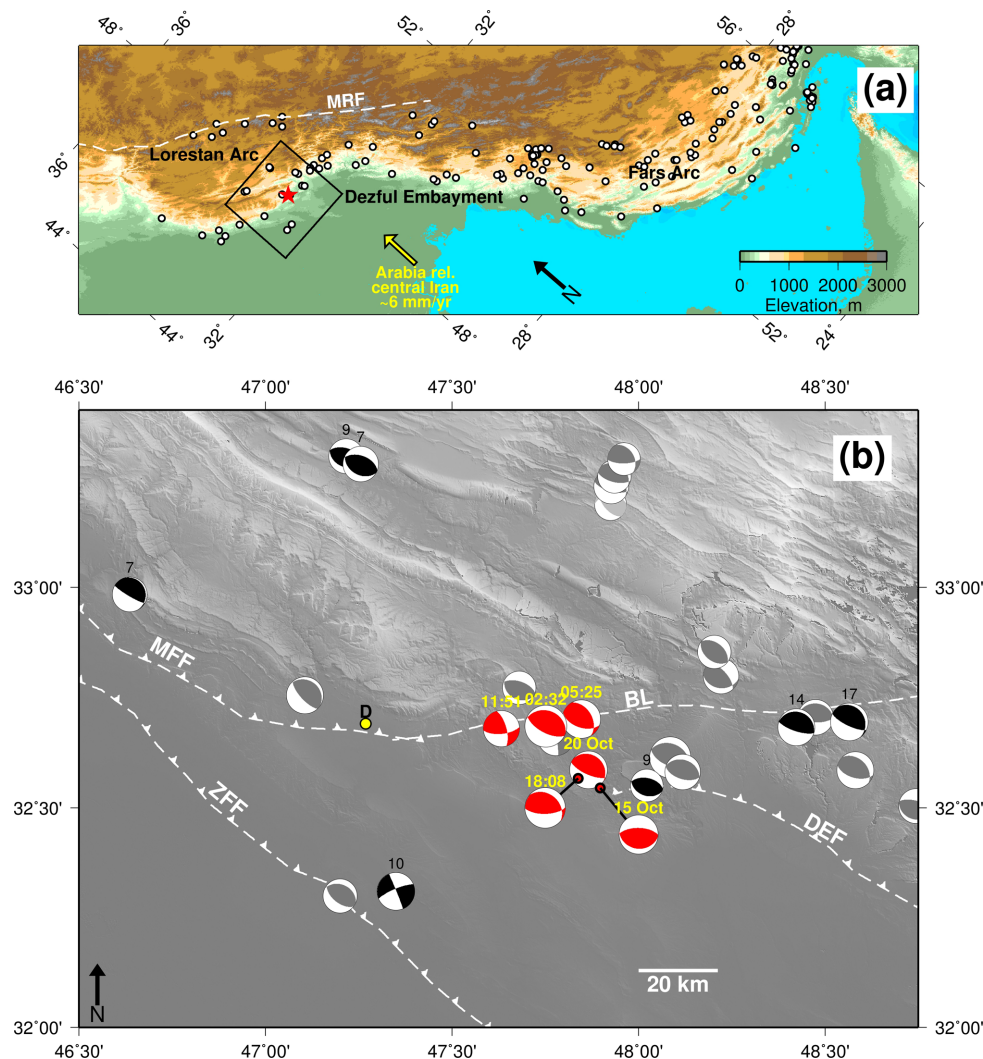 48°
36°
52°
32°
56°
28°
(a)
MRF
Lorestan Arc
36°
Fars Arc
Dezful Embayment
44°
Arabia rel.
central Iran
~6 mm/yr
N
0 1000 2000 3000
Elevation, m
44°
32°
48°
28°
52°
24°
46°30' 47°00' 47°30' 48°00' 48°30'
(b)
9
7
33°00'
7
33°00'
MFF
D
11:51
02:32
05:25
BL
14
17
20 Oct
9
18:08
15 Oct
32°30'
32°30'
ZFF
DEF
10
20 km
N
32°00'
32°00'
46°30' 47°00' 47°30' 48°00' 48°30'